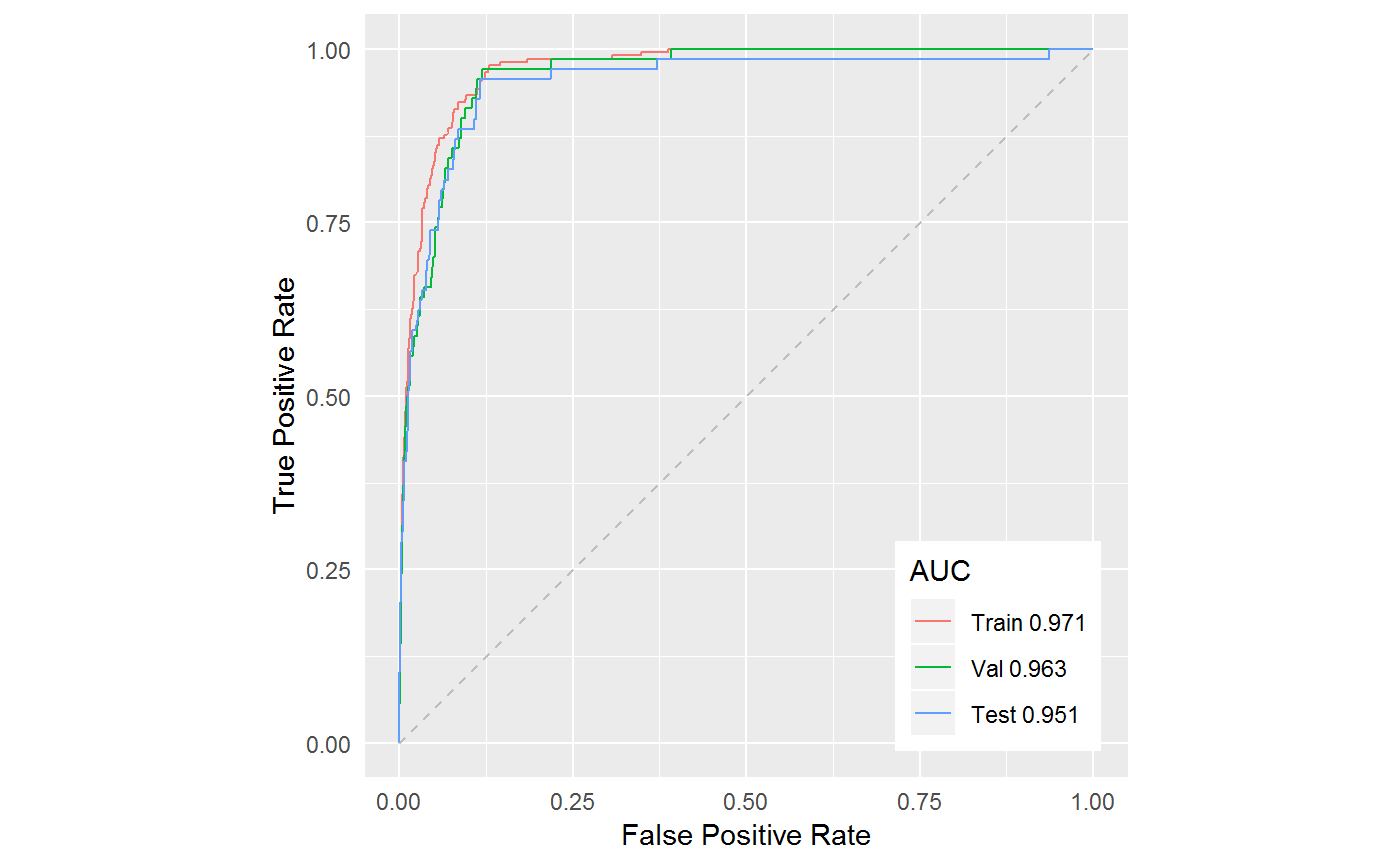 1.00
0.75
0.50
0.25
0.00
True Positive Rate
AUC
Train 0.971
Val 0.963
Test 0.951
0.00 0.25 0.50 0.75 1.00
False Positive Rate